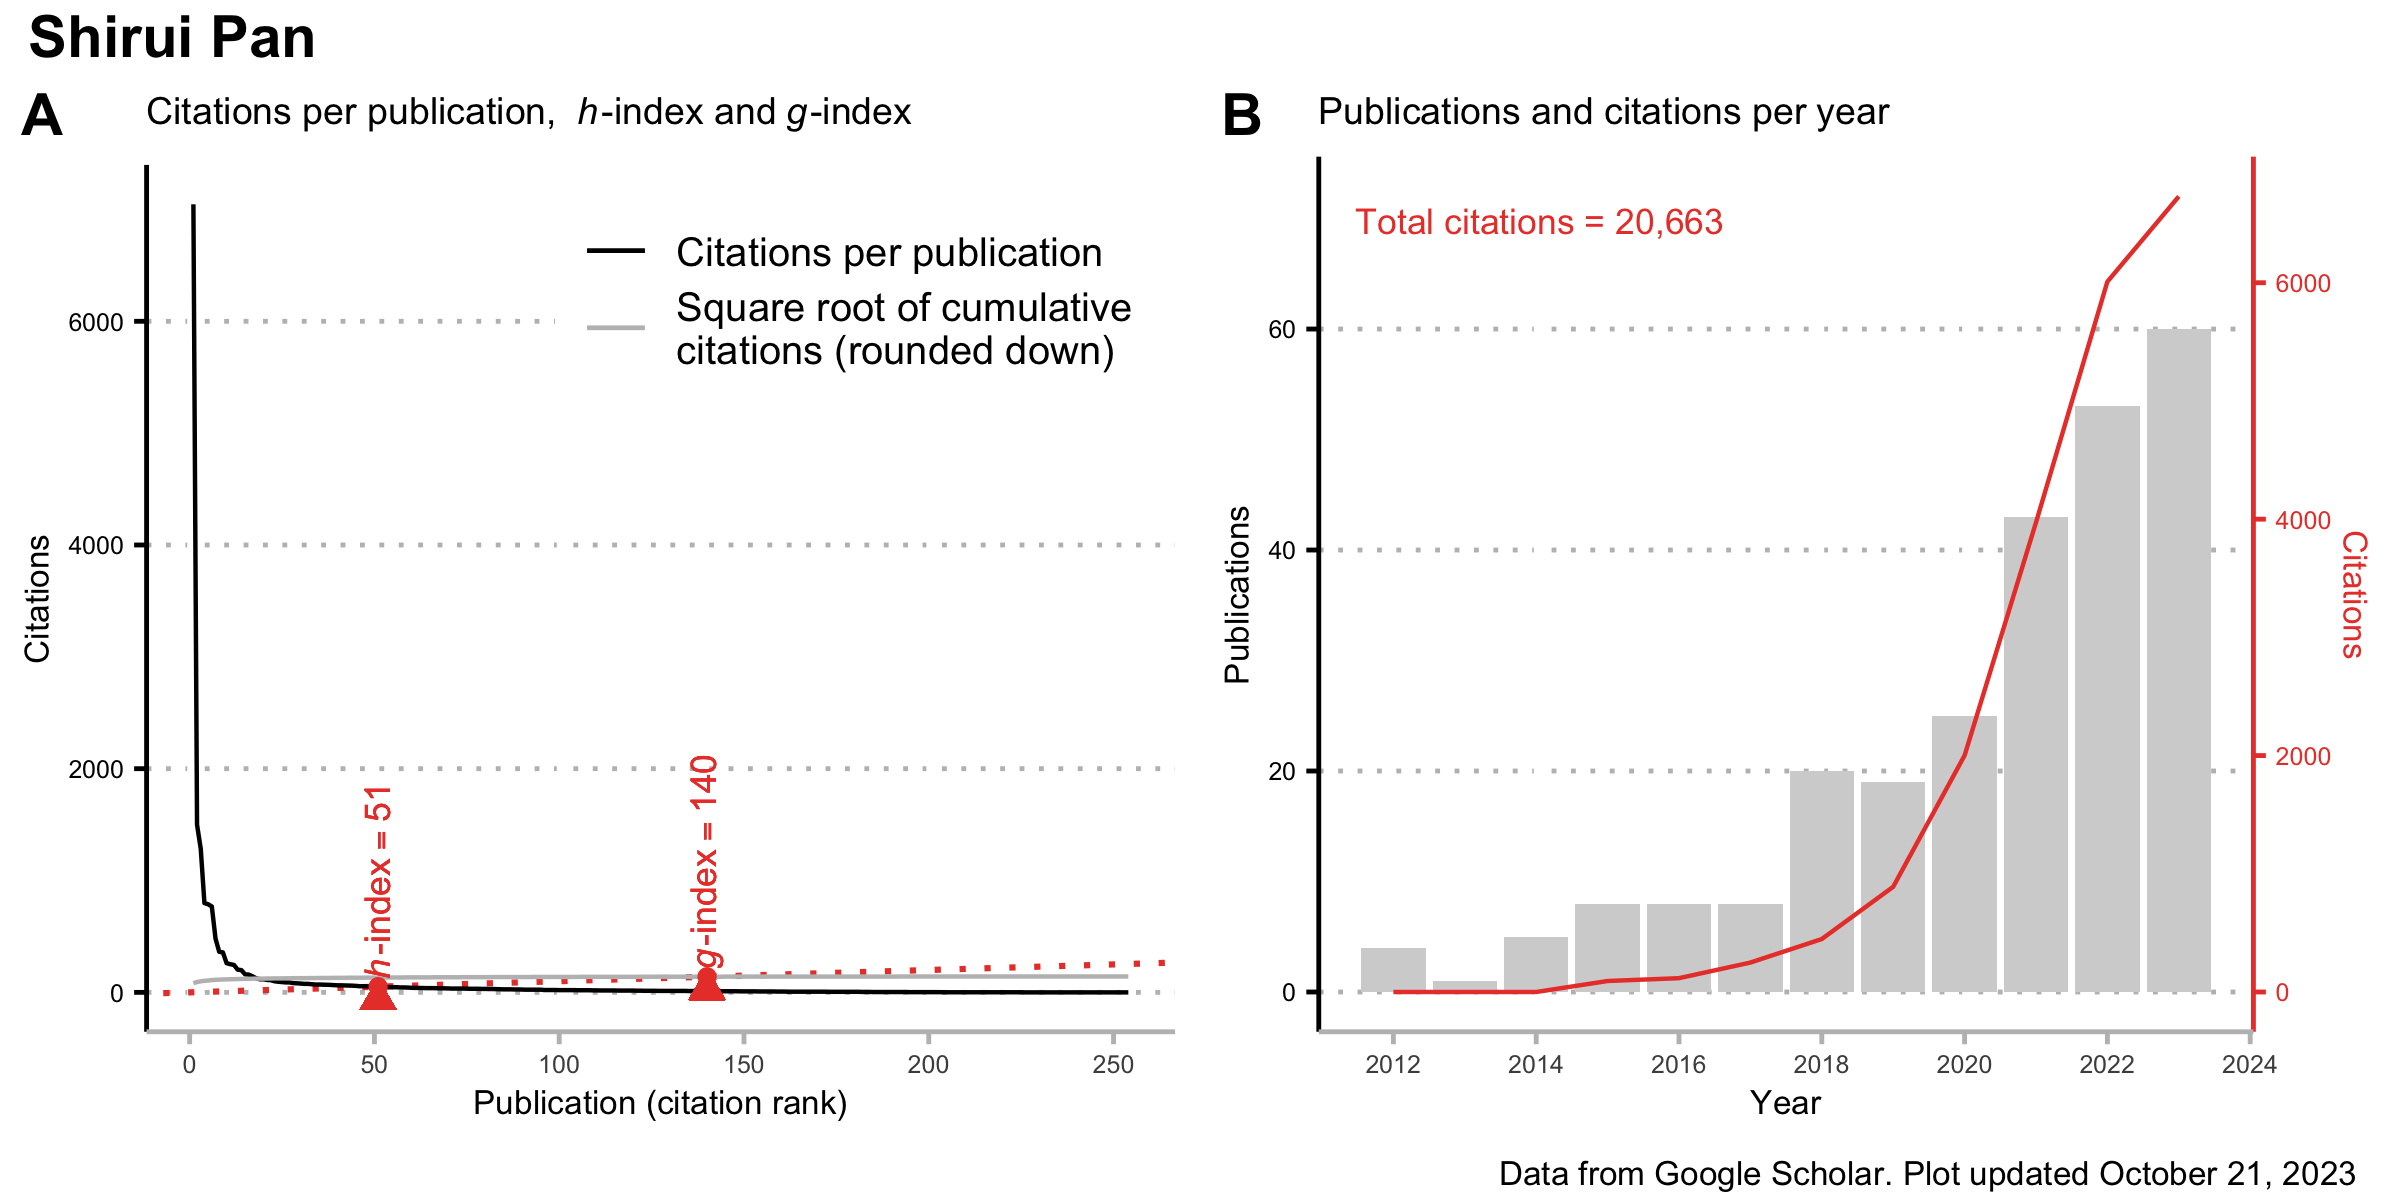 Shirui Pan
A
Citations per publication, h-index and g-index
Citations per publication
Square root of cumulative
citations (rounded down)
Citations
6000
4000
2000
0
h-index = 51
g-index = 140
0
50
100
150
200
250
Publication (citation rank)
B
Publications and citations per year
Total citations = 20,663
Publications
60
40
20
0
6000
4000
2000
0
Citations
2012
2014
2016
2018
2020
2022
2024
Year
Data from Google Scholar. Plot updated October 21, 2023